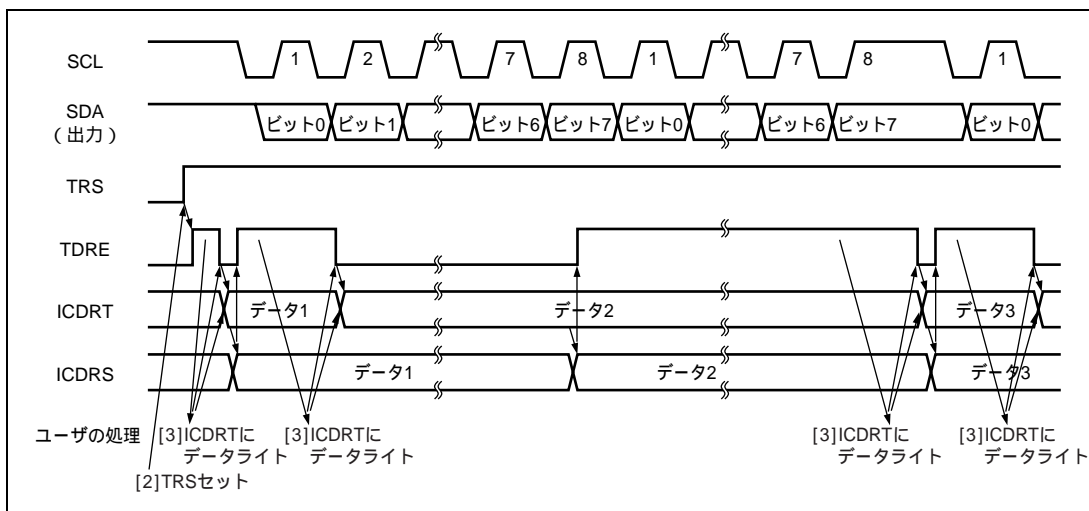 SCL 1 2 7 8 1 7 8 1
SDA
（出力） ビット0 ビット1 ビット6 ビット7 ビット0 ビット6 ビット7 ビット0
TRS
TDRE
ICDRT データ1 データ2 データ3
ICDRS データ1 データ2 データ3
ユーザの処理 [3]ICDRTに [3]ICDRTに [3]ICDRTに [3]ICDRTに
データライト データライト データライト データライト
[2]TRSセット